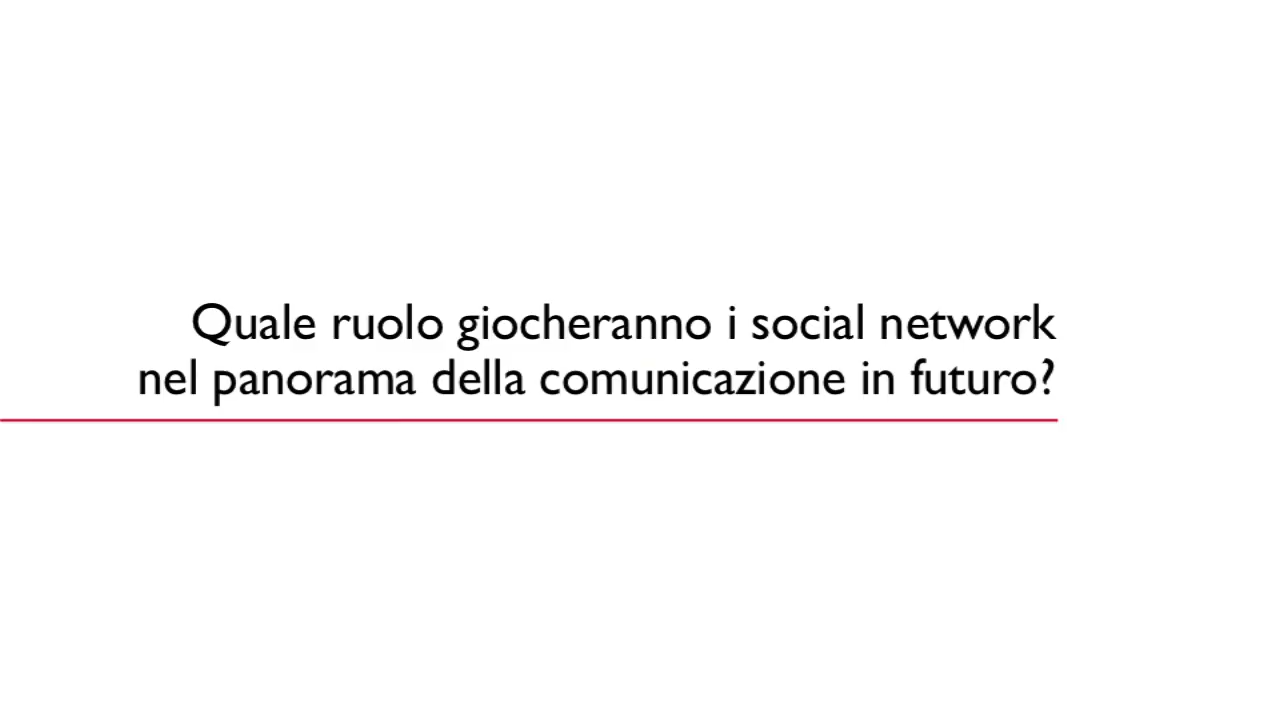 Quale ruolo giocheranno i social network
nel panorama della comunicazione in futuro?